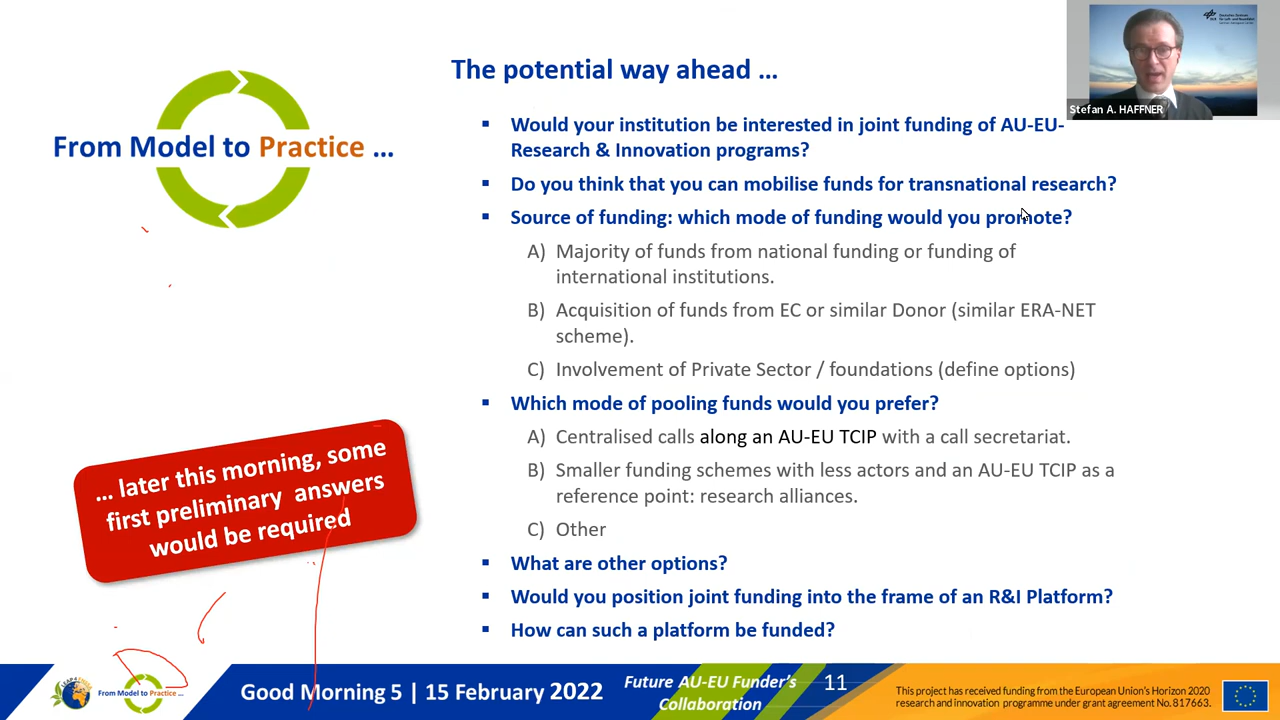 The potential way ahead ...
Stefan A. HAFFNER
From Model to Practice ...
▪ Would your institution be interested in joint funding of AU-EU-
Research & Innovation programs?
▪ Do you think that you can mobilise funds for transnational research?
▪ Source of funding: which mode of funding would you promote?
A) Majority of funds from national funding or funding of
international institutions.
B) Acquisition of funds from EC or similar Donor (similar ERA-NET
scheme).
C) Involvement of Private Sector / foundations (define options)
▪ Which mode of pooling funds would you prefer?
A) Centralised calls along an AU-EU TCIP with a call secretariat.
B) Smaller funding schemes with less actors and an AU-EU TCIP as a
reference point: research alliances.
C) Other
▪ What are other options?
▪ Would you position joint funding into the frame of an R&I Platform?
▪ How can such a platform be funded?
... later this morning, some
first preliminary answers
would be required
From Model to Practice ...
Good Morning 5 | 15 February 2022
Future AU-EU Funder's
Collaboration
11
This project has received funding from the European Union's Horizon 2020
research and innovation programme under grant agreement No. 817663.